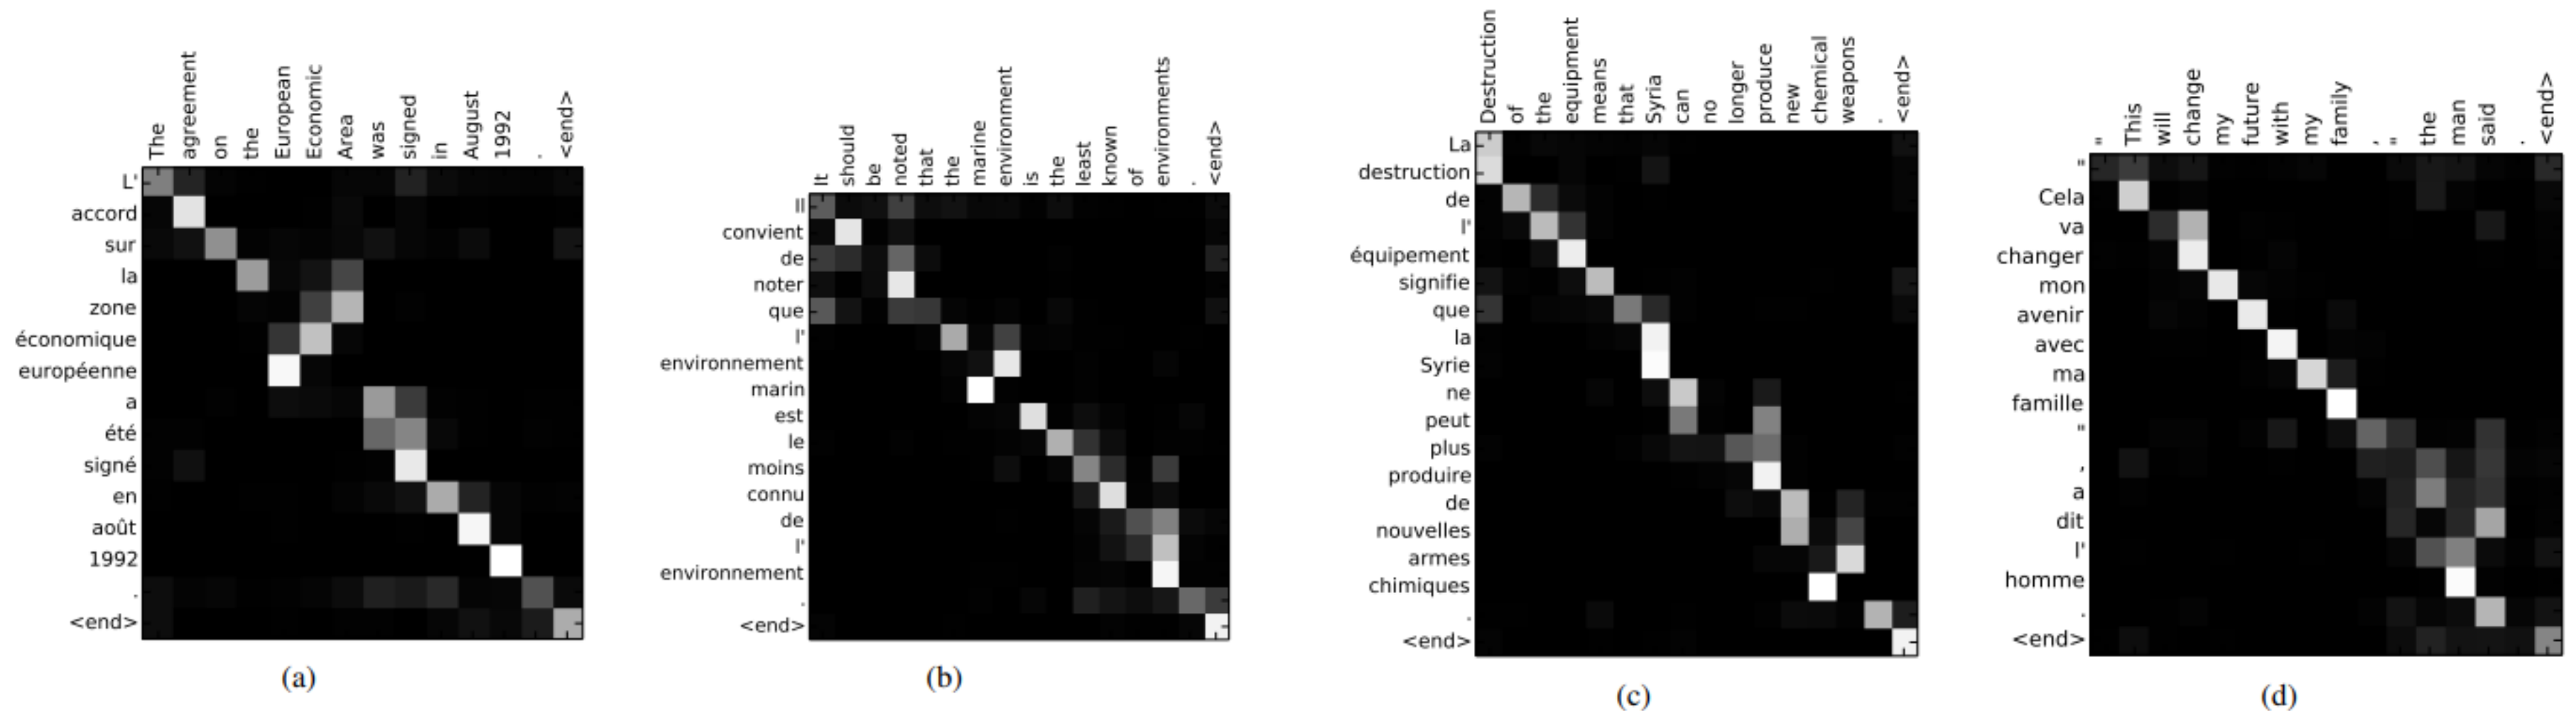 The agreement on the European Economic Area was signed in August 1992 . <end>
L'
accord
sur
la
zone
économique
européenne
a
été
signé
en
août
1992
.
<end>
(a)
It should be noted that the marine environment is the least known of environments . <end>
Il
convient
de
noter
que
l'
environnement
marin
est
le
moins
connu
de
l'
environnement
.
<end>
(b)
Destruction of the equipment means that Syria can no longer produce new chemical weapons . <end>
La
destruction
de
l'
équipement
signifie
que
la
Syrie
ne
peut
plus
produire
de
nouvelles
armes
chimiques
.
<end>
(c)
" This will change my future with my family , " the man said . <end>
"
Cela
va
changer
mon
avenir
avec
ma
famille
"
,
a
dit
l'
homme
.
<end>
(d)